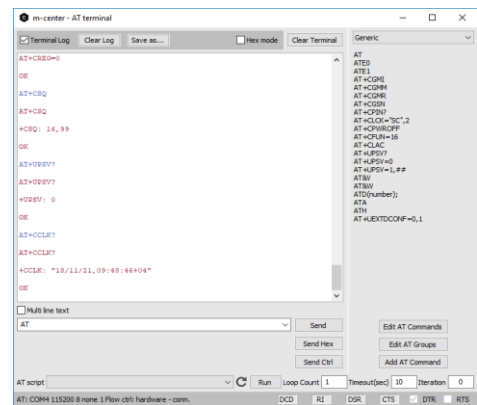 m-center - AT terminal
Terminal Log Clear Log Save as... Hex mode Clear Terminal Generic
AT+CREG=0
OK
AT+CSQ
AT+CSQ
+CSQ: 16,99
OK
AT+UPSV?
AT+UPSV?
+UPSV: 0
OK
AT+CCLK?
AT+CCLK?
+CCLK: "18/11/21,09:48:46+04"
OK
AT
ATE0
ATE1
AT+CGMI
AT+CGMM
AT+CGMR
AT+CGSN
AT+CPIN?
AT+CLCK="SC",2
AT+CPWROFF
AT+CFUN=16
AT+CLAC
AT+UPSV?
AT+UPSV=0
AT+UPSV=1,##
AT&V
AT&W
ATD(number);
ATA
ATH
AT+UEXTDCONF=0,1
Multi line text
AT Send Edit AT Commands
Send Hex Edit AT Groups
Send Ctrl Add AT Command
AT script Run Loop Count 1 Timeout(sec) 10 Iteration 0
AT: COM4 115200 8 none 1 Flow ctrl: hardware - conn. DCD RI DSR CTS DTR RTS